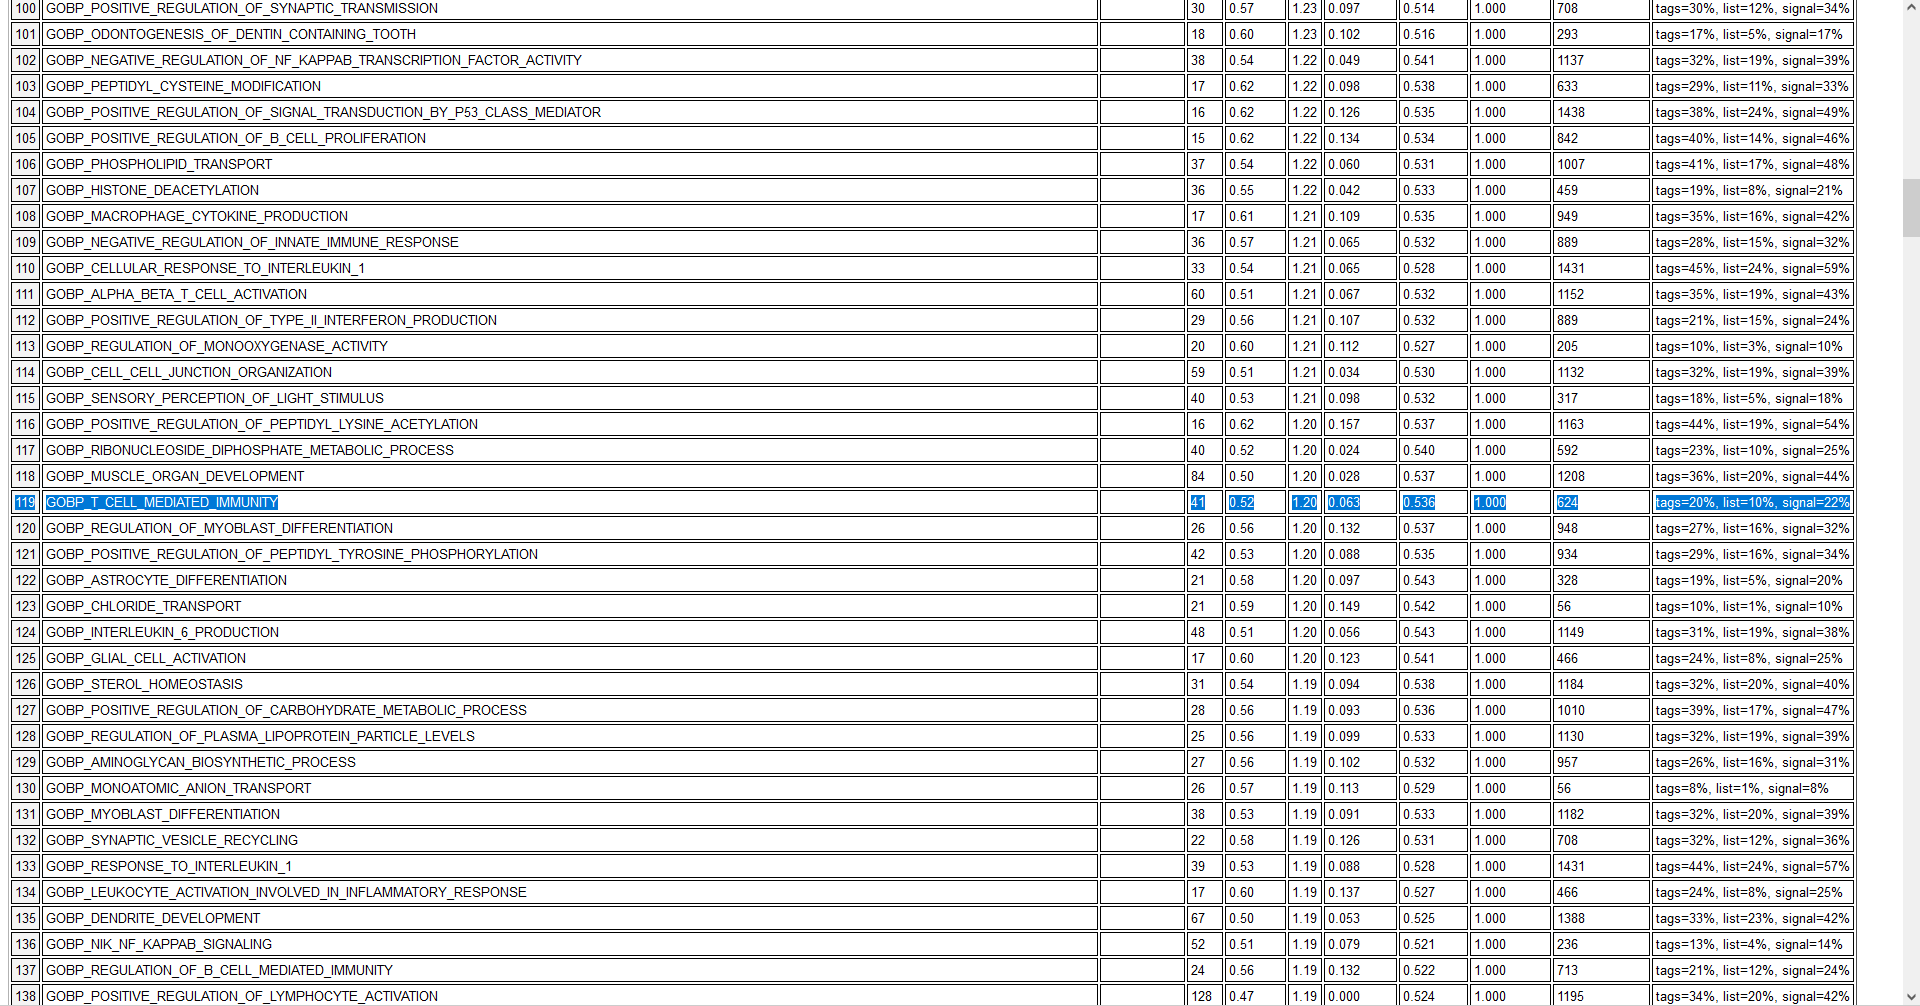 100 GOBP_POSITIVE_REGULATION_OF_SYNAPTIC_TRANSMISSION 30 0.57 1.23 0.097 0.514 1.000 708 tags=30%, list=12%, signal=34%
101 GOBP_ODONTOGENESIS_OF_DENTIN_CONTAINING_TOOTH 18 0.60 1.23 0.102 0.516 1.000 293 tags=17%, list=5%, signal=17%
102 GOBP_NEGATIVE_REGULATION_OF_NF_KAPPAB_TRANSCRIPTION_FACTOR_ACTIVITY 38 0.54 1.22 0.049 0.541 1.000 1137 tags=32%, list=19%, signal=39%
103 GOBP_PEPTIDYL_CYSTEINE_MODIFICATION 17 0.62 1.22 0.098 0.538 1.000 633 tags=29%, list=11%, signal=33%
104 GOBP_POSITIVE_REGULATION_OF_SIGNAL_TRANSDUCTION_BY_P53_CLASS_MEDIATOR 16 0.62 1.22 0.126 0.535 1.000 1438 tags=38%, list=24%, signal=49%
105 GOBP_POSITIVE_REGULATION_OF_B_CELL_PROLIFERATION 15 0.62 1.22 0.134 0.534 1.000 842 tags=40%, list=14%, signal=46%
106 GOBP_PHOSPHOLIPID_TRANSPORT 37 0.54 1.22 0.060 0.531 1.000 1007 tags=41%, list=17%, signal=48%
107 GOBP_HISTONE_DEACETYLATION 36 0.55 1.22 0.042 0.533 1.000 459 tags=19%, list=8%, signal=21%
108 GOBP_MACROPHAGE_CYTOKINE_PRODUCTION 17 0.61 1.21 0.109 0.535 1.000 949 tags=35%, list=16%, signal=42%
109 GOBP_NEGATIVE_REGULATION_OF_INNATE_IMMUNE_RESPONSE 36 0.57 1.21 0.065 0.532 1.000 889 tags=28%, list=15%, signal=32%
110 GOBP_CELLULAR_RESPONSE_TO_INTERLEUKIN_1 33 0.54 1.21 0.065 0.528 1.000 1431 tags=45%, list=24%, signal=59%
111 GOBP_ALPHA_BETA_T_CELL_ACTIVATION 60 0.51 1.21 0.067 0.532 1.000 1152 tags=35%, list=19%, signal=43%
112 GOBP_POSITIVE_REGULATION_OF_TYPE_II_INTERFERON_PRODUCTION 29 0.56 1.21 0.107 0.532 1.000 889 tags=21%, list=15%, signal=24%
113 GOBP_REGULATION_OF_MONOOXYGENASE_ACTIVITY 20 0.60 1.21 0.112 0.527 1.000 205 tags=10%, list=3%, signal=10%
114 GOBP_CELL_CELL_JUNCTION_ORGANIZATION 59 0.51 1.21 0.034 0.530 1.000 1132 tags=32%, list=19%, signal=39%
115 GOBP_SENSORY_PERCEPTION_OF_LIGHT_STIMULUS 40 0.53 1.21 0.098 0.532 1.000 317 tags=18%, list=5%, signal=18%
116 GOBP_POSITIVE_REGULATION_OF_PEPTIDYL_LYSINE_ACETYLATION 16 0.62 1.20 0.157 0.537 1.000 1163 tags=44%, list=19%, signal=54%
117 GOBP_RIBONUCLEOSIDE_DIPHOSPHATE_METABOLIC_PROCESS 40 0.52 1.20 0.024 0.540 1.000 592 tags=23%, list=10%, signal=25%
118 GOBP_MUSCLE_ORGAN_DEVELOPMENT 84 0.50 1.20 0.028 0.537 1.000 1208 tags=36%, list=20%, signal=44%
119 GOBP_T_CELL_MEDIATED_IMMUNITY 41 0.52 1.20 0.063 0.536 1.000 624 tags=20%, list=10%, signal=22%
120 GOBP_REGULATION_OF_MYOBLAST_DIFFERENTIATION 26 0.56 1.20 0.132 0.537 1.000 948 tags=27%, list=16%, signal=32%
121 GOBP_POSITIVE_REGULATION_OF_PEPTIDYL_TYROSINE_PHOSPHORYLATION 42 0.53 1.20 0.088 0.535 1.000 934 tags=29%, list=16%, signal=34%
122 GOBP_ASTROCYTE_DIFFERENTIATION 21 0.58 1.20 0.097 0.543 1.000 328 tags=19%, list=5%, signal=20%
123 GOBP_CHLORIDE_TRANSPORT 21 0.59 1.20 0.149 0.542 1.000 56 tags=10%, list=1%, signal=10%
124 GOBP_INTERLEUKIN_6_PRODUCTION 48 0.51 1.20 0.056 0.543 1.000 1149 tags=31%, list=19%, signal=38%
125 GOBP_GLIAL_CELL_ACTIVATION 17 0.60 1.20 0.123 0.541 1.000 466 tags=24%, list=8%, signal=25%
126 GOBP_STEROL_HOMEOSTASIS 31 0.54 1.19 0.094 0.538 1.000 1184 tags=32%, list=20%, signal=40%
127 GOBP_POSITIVE_REGULATION_OF_CARBOHYDRATE_METABOLIC_PROCESS 28 0.56 1.19 0.093 0.536 1.000 1010 tags=39%, list=17%, signal=47%
128 GOBP_REGULATION_OF_PLASMA_LIPOPROTEIN_PARTICLE_LEVELS 25 0.56 1.19 0.099 0.533 1.000 1130 tags=32%, list=19%, signal=39%
129 GOBP_AMINOGLYCAN_BIOSYNTHETIC_PROCESS 27 0.56 1.19 0.102 0.532 1.000 957 tags=26%, list=16%, signal=31%
130 GOBP_MONOATOMIC_ANION_TRANSPORT 26 0.57 1.19 0.113 0.529 1.000 56 tags=8%, list=1%, signal=8%
131 GOBP_MYOBLAST_DIFFERENTIATION 38 0.53 1.19 0.091 0.533 1.000 1182 tags=32%, list=20%, signal=39%
132 GOBP_SYNAPTIC_VESICLE_RECYCLING 22 0.58 1.19 0.126 0.531 1.000 708 tags=32%, list=12%, signal=36%
133 GOBP_RESPONSE_TO_INTERLEUKIN_1 39 0.53 1.19 0.088 0.528 1.000 1431 tags=44%, list=24%, signal=57%
134 GOBP_LEUKOCYTE_ACTIVATION_INVOLVED_IN_INFLAMMATORY_RESPONSE 17 0.60 1.19 0.137 0.527 1.000 466 tags=24%, list=8%, signal=25%
135 GOBP_DENDRITE_DEVELOPMENT 67 0.50 1.19 0.053 0.525 1.000 1388 tags=33%, list=23%, signal=42%
136 GOBP_NIK_NF_KAPPAB_SIGNALING 52 0.51 1.19 0.079 0.521 1.000 236 tags=13%, list=4%, signal=14%
137 GOBP_REGULATION_OF_B_CELL_MEDIATED_IMMUNITY 24 0.56 1.19 0.132 0.522 1.000 713 tags=21%, list=12%, signal=24%
138 GOBP_POSITIVE_REGULATION_OF_LYMPHOCYTE_ACTIVATION 128 0.47 1.19 0.000 0.524 1.000 1195 tags=34%, list=20%, signal=42%